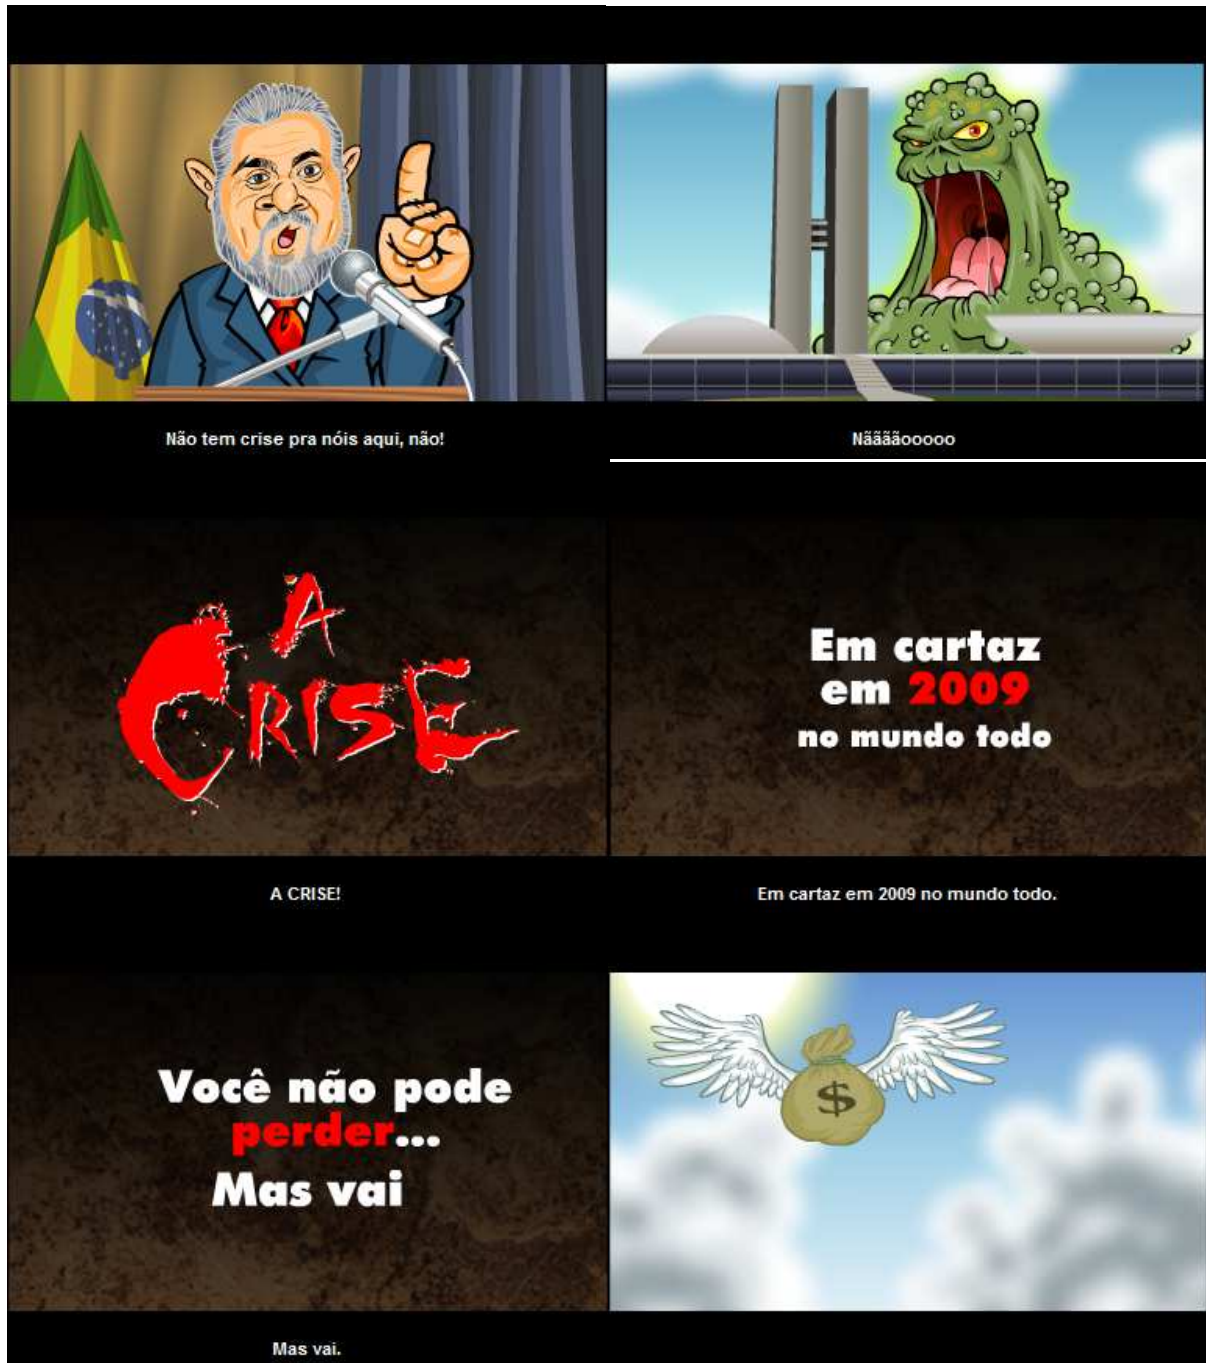 Não tem crise pra nóis aqui, não!
Nããããooooo
A
CRISE
Em cartaz
em 2009
no mundo todo
A CRISE!
Em cartaz em 2009 no mundo todo.
Você não pode
perder...
Mas vai
$
Mas vai.